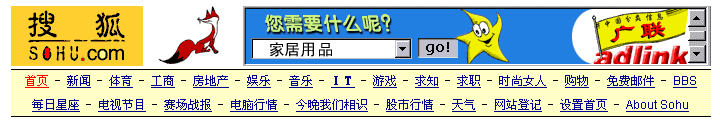 搜 狐
SOHU.com
您需要什么呢?
家居用品
go!
中国分类信息
广联
adlink
首页 - 新闻 - 体育 - 工商 - 房地产 - 娱乐 - 音乐 - I T - 游戏 - 求知 - 求职 - 时尚女人 - 购物 - 免费邮件 - BBS
每日星座 - 电视节目 - 赛场战报 - 电脑行情 - 今晚我们相识 - 股市行情 - 天气 - 网站登记 - 设置首页 - About Sohu